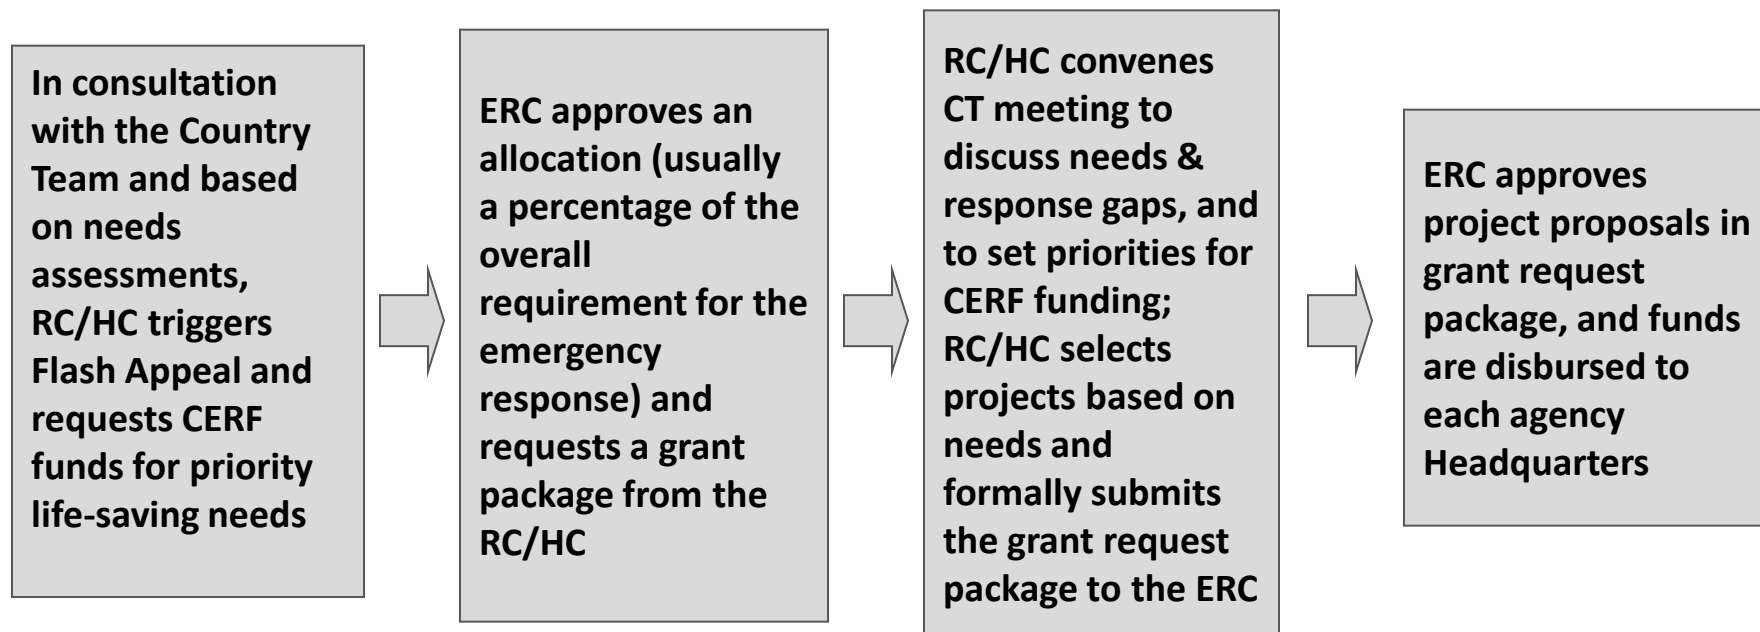 In consultation
with the Country
Team and based
on needs
assessments,
RC/HC triggers
Flash Appeal and
requests CERF
funds for priority
life-saving needs
ERC approves an
allocation (usually
a percentage of the
overall
requirement for the
emergency
response) and
requests a grant
package from the
RC/HC
RC/HC convenes
CT meeting to
discuss needs &
response gaps, and
to set priorities for
CERF funding;
RC/HC selects
projects based on
needs and
formally submits
the grant request
package to the ERC
ERC approves
project proposals in
grant request
package, and funds
are disbursed to
each agency
Headquarters